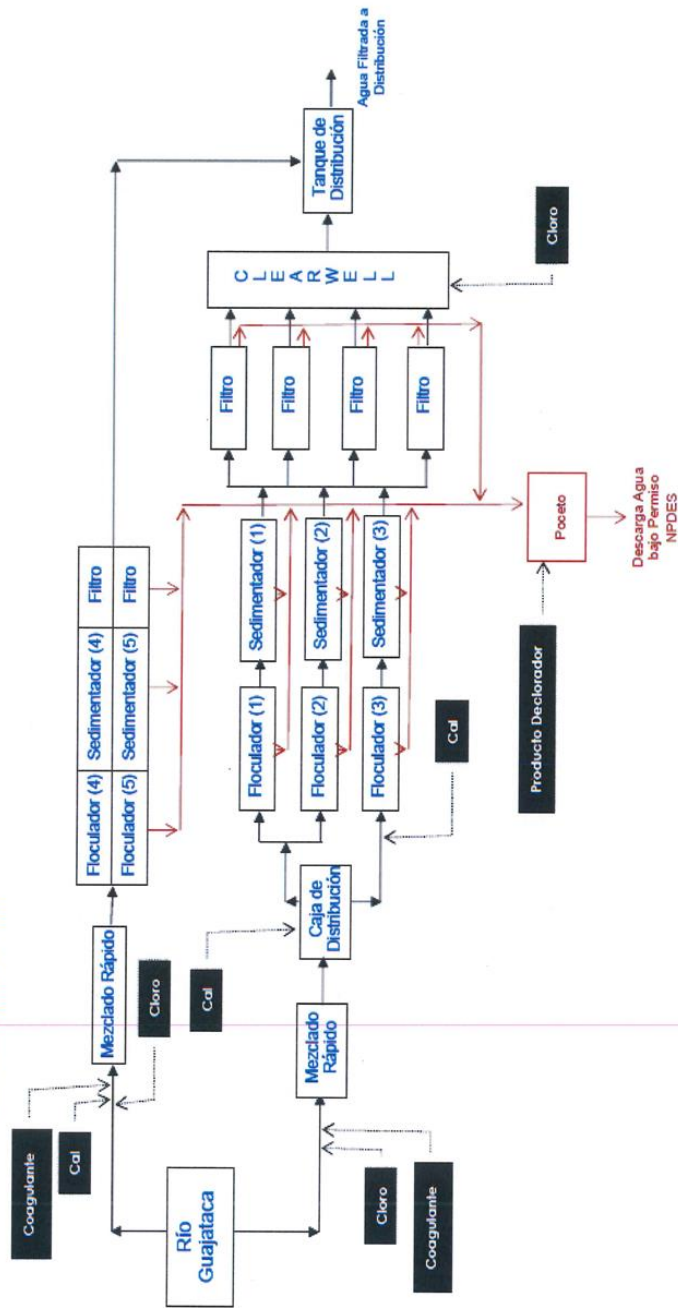 Río
Guajataca
Coagulante
Cal
Cloro
Mezclado Rápido
Floculador (4)
Sedimentador (4)
Filtro
Floculador (5)
Sedimentador (5)
Filtro
Cloro
Coagulante
Mezclado
Rápido
Cal
Caja de
Distribución
Cal
Floculador (1)
Sedimentador (1)
Floculador (2)
Sedimentador (2)
Floculador (3)
Sedimentador (3)
Filtro
Filtro
Filtro
Filtro
C
L
E
A
R
W
E
L
L
Cloro
Tanque de
Distribución
Agua Filtrada a
Distribución
Producto Declorador
Poceto
Descarga Agua
bajo Permiso
NPDES